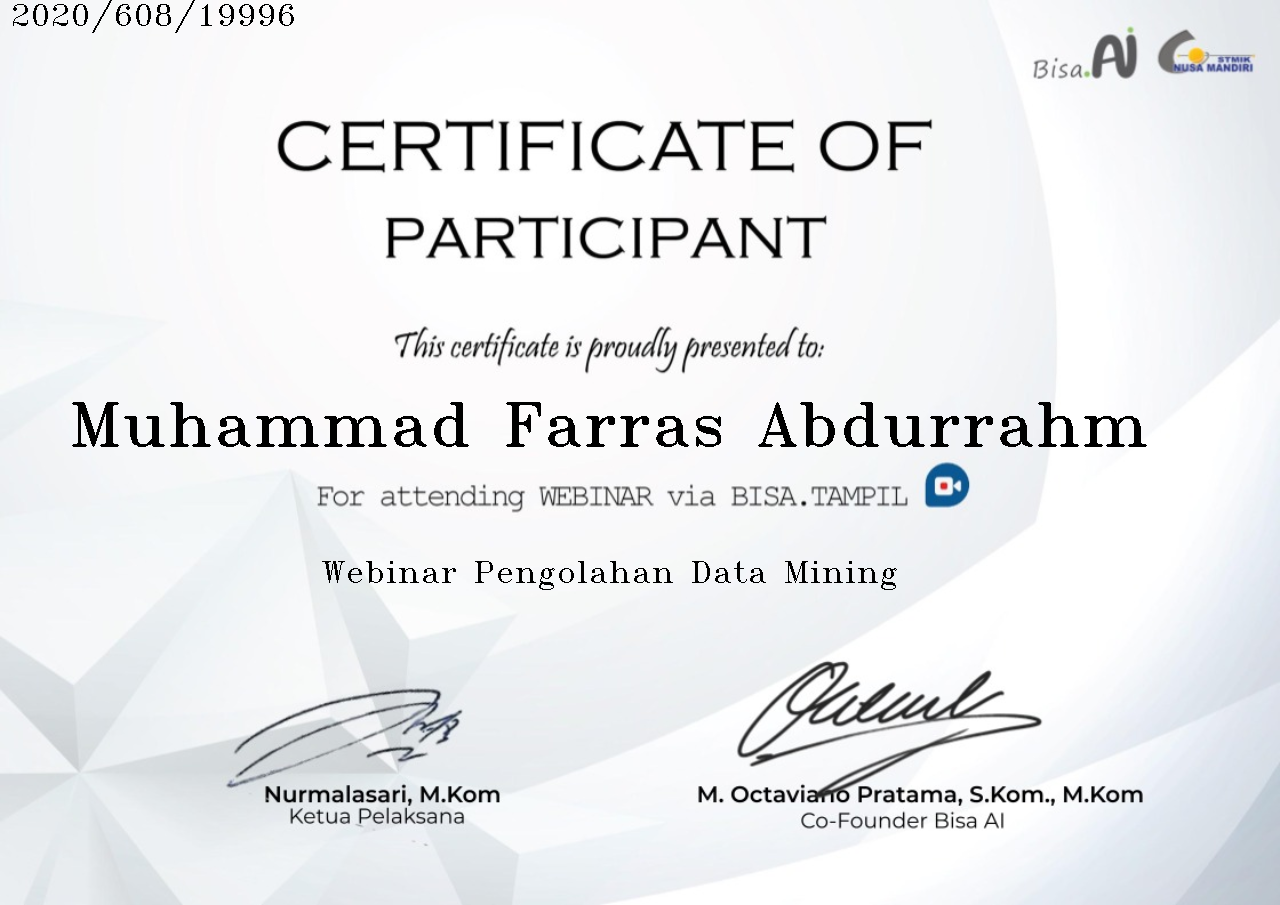 2020/608/19996
Bisa.AI
STMIK
NUSA MANDIRI
CERTIFICATE OF
PARTICIPANT
This certificate is proudly presented to:
Muhammad Farras Abdurrahm
For attending WEBINAR via BISA.TAMPIL
Webinar Pengolahan Data Mining
Nurmalasari, M.Kom
Ketua Pelaksana
M. Octaviano Pratama, S.Kom., M.Kom
Co-Founder Bisa AI